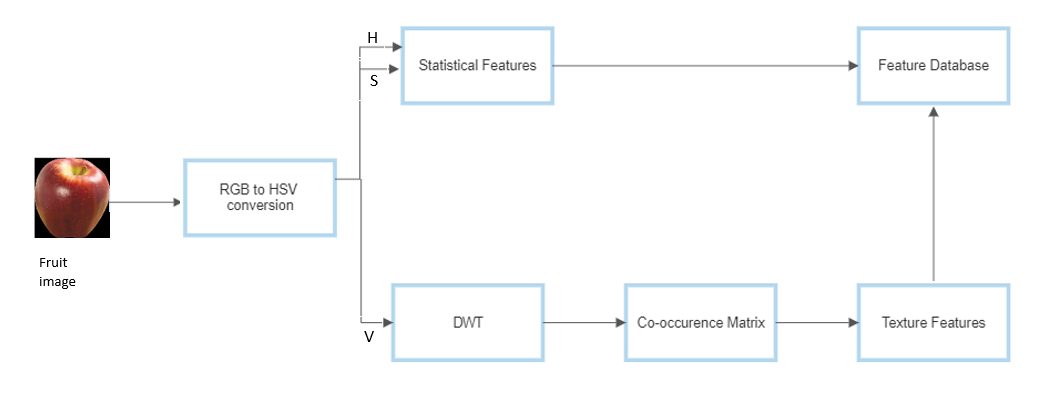 H
Statistical Features
Feature Database
S
RGB to HSV
conversion
Fruit
image
DWT
Co-occurence Matrix
Texture Features
V